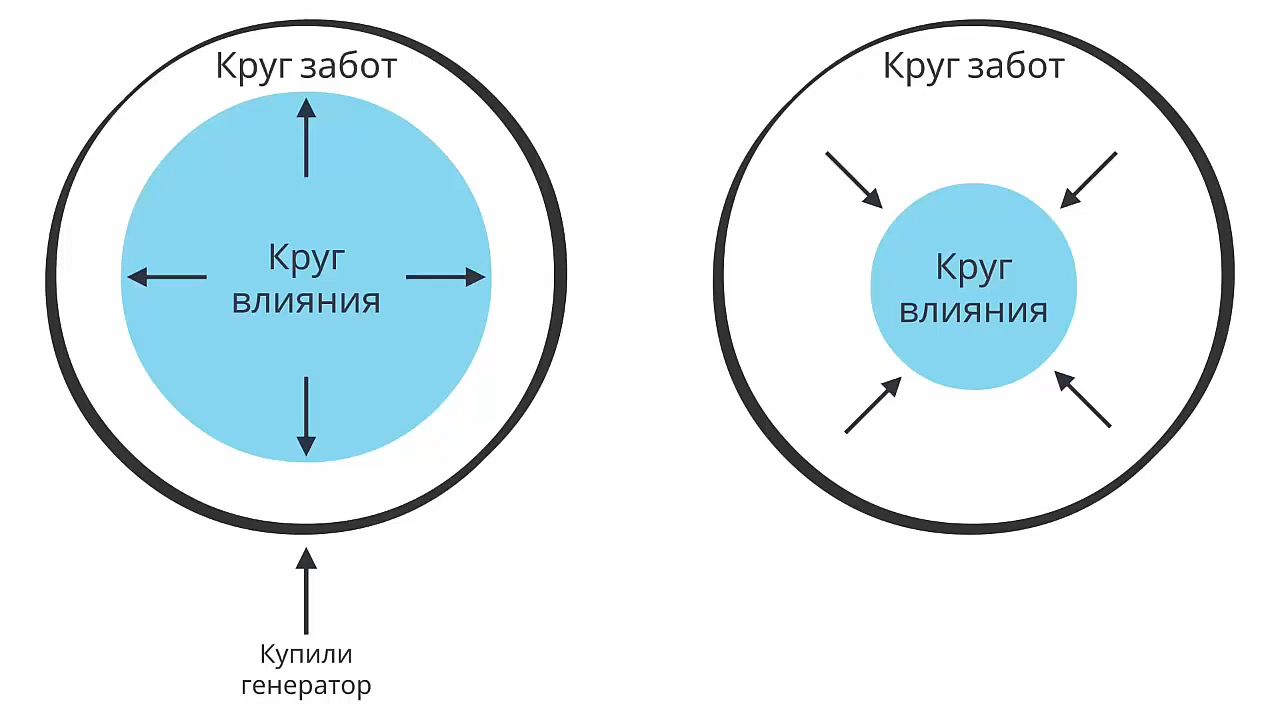 Круг забот
Круг
влияния
Купили
генератор
Круг забот
Круг
влияния